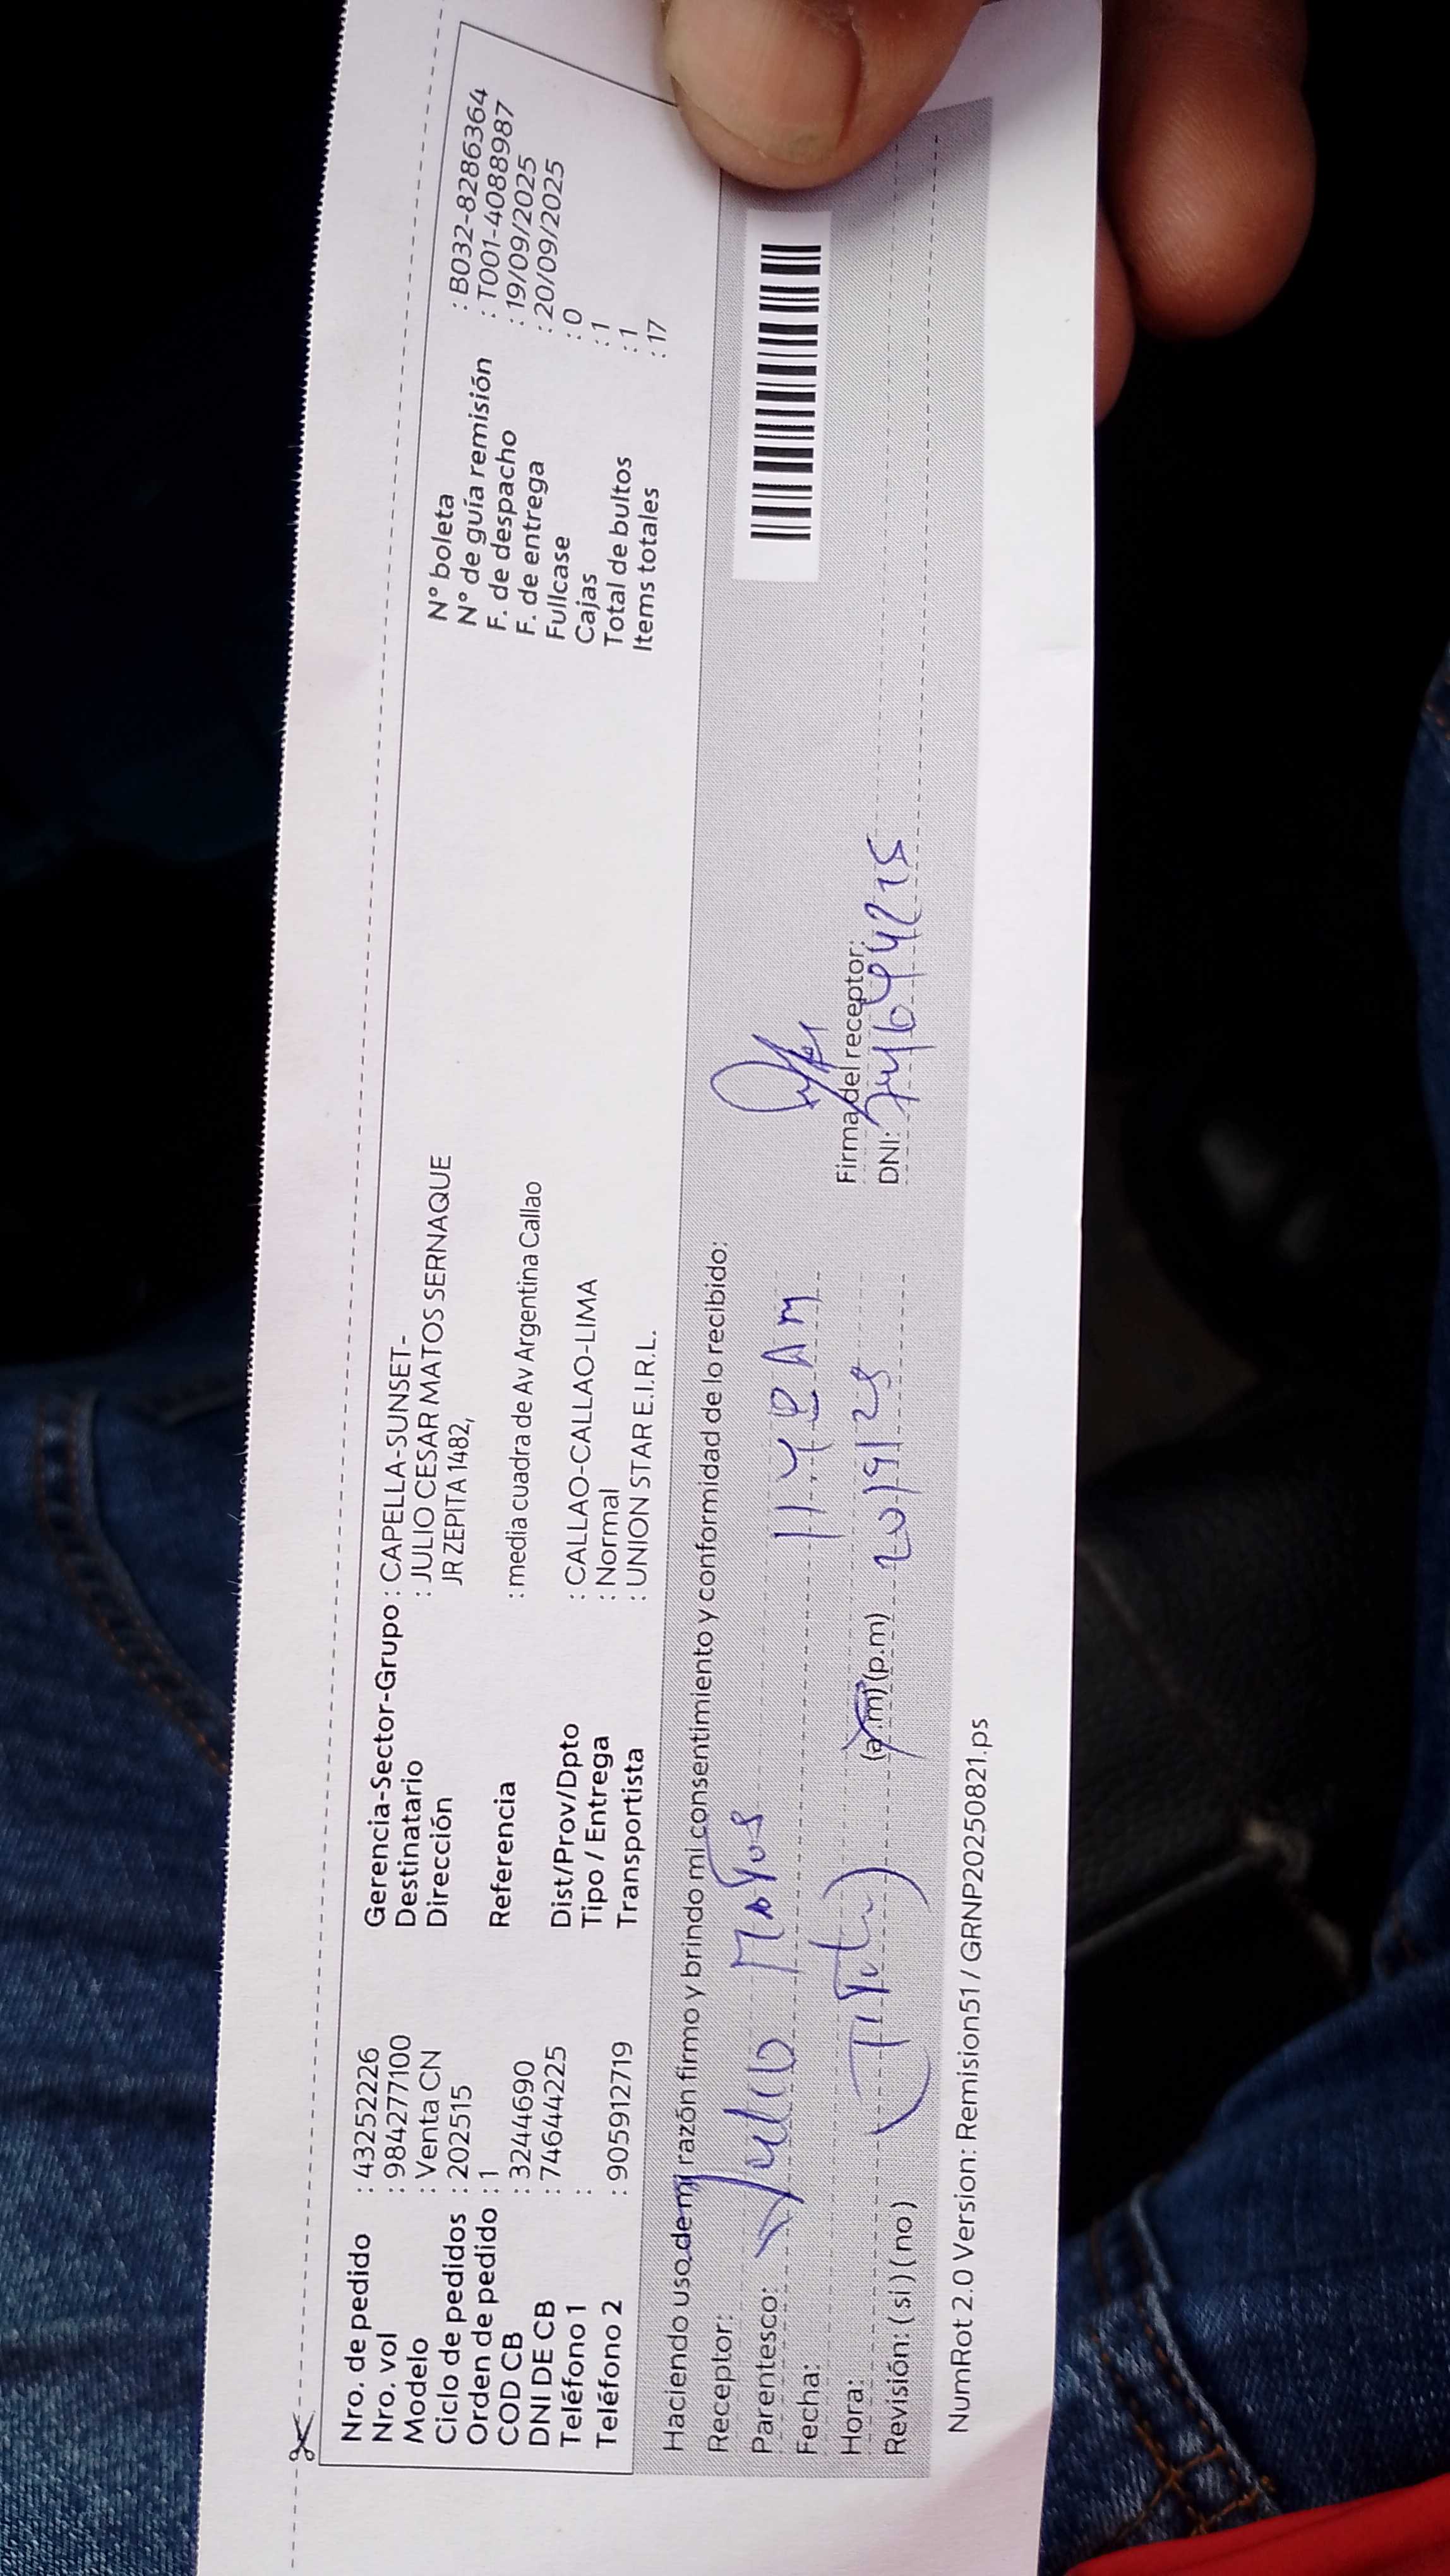 Nro. de pedido : 43252226
Nro. vol : 984277100
Modelo : Venta CN
Ciclo de pedidos : 202515
Orden de pedido : 1
COD CB : 3244690
DNI DE CB : 74644225
Teléfono 1 :
Teléfono 2 : 905912719
Gerencia-Sector-Grupo : CAPELLA-SUNSET-
Destinatario : JULIO CESAR MATOS SERNAQUE
Dirección JR ZEPITA 1482,
Referencia : media cuadra de Av Argentina Callao
Dist/Prov/Dpto : CALLAO-CALLAO-LIMA
Tipo / Entrega : Normal
Transportista : UNION STAR E.I.R.L.
N° boleta : B032-8286364
N° de guía remisión : T001-4088987
F. de despacho : 19/09/2025
F. de entrega : 20/09/2025
Fullcase : 0
Cajas : 1
Total de bultos : 1
Items totales : 17
Haciendo uso de mi razón firmo y brindo mi consentimiento y conformidad de lo recibido:
Receptor:
Parentesco: Julio Matos
Fecha: 11:40 Am
Hora: (Titular) (a.m) (p.m) 20/9/25
Revisión: ( si ) ( no )
Firma del receptor:
DNI: 74644225
NumRot 2.0 Version: Remision51 / GRNP20250821.ps